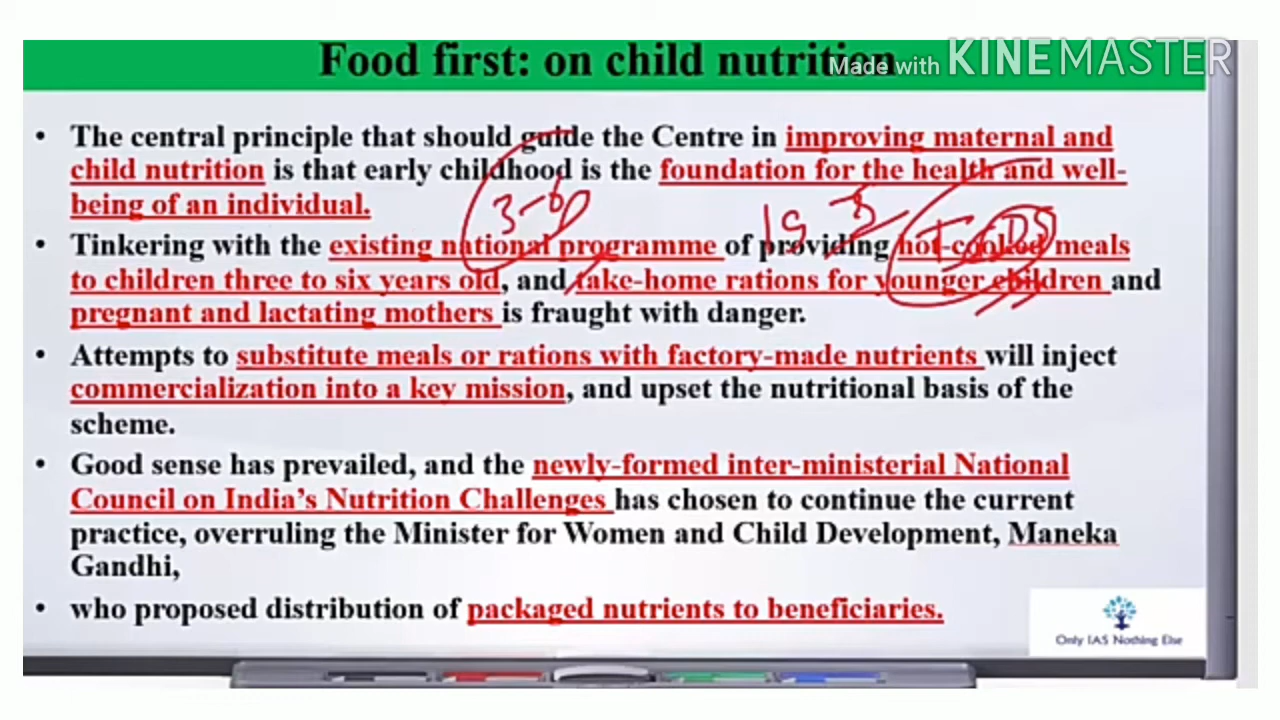 Food first: on child nutrition
Made with KINEMASTER
• The central principle that should guide the Centre in improving maternal and
child nutrition is that early childhood is the foundation for the health and well-
being of an individual.
3-6
• Tinkering with the existing national programme of providing hot-cooked meals
to children three to six years old, and take-home rations for younger children and
pregnant and lactating mothers is fraught with danger.
• Attempts to substitute meals or rations with factory-made nutrients will inject
commercialization into a key mission, and upset the nutritional basis of the
scheme.
• Good sense has prevailed, and the newly-formed inter-ministerial National
Council on India's Nutrition Challenges has chosen to continue the current
practice, overruling the Minister for Women and Child Development, Maneka
Gandhi,
• who proposed distribution of packaged nutrients to beneficiaries.
Only IAS Nothing Else